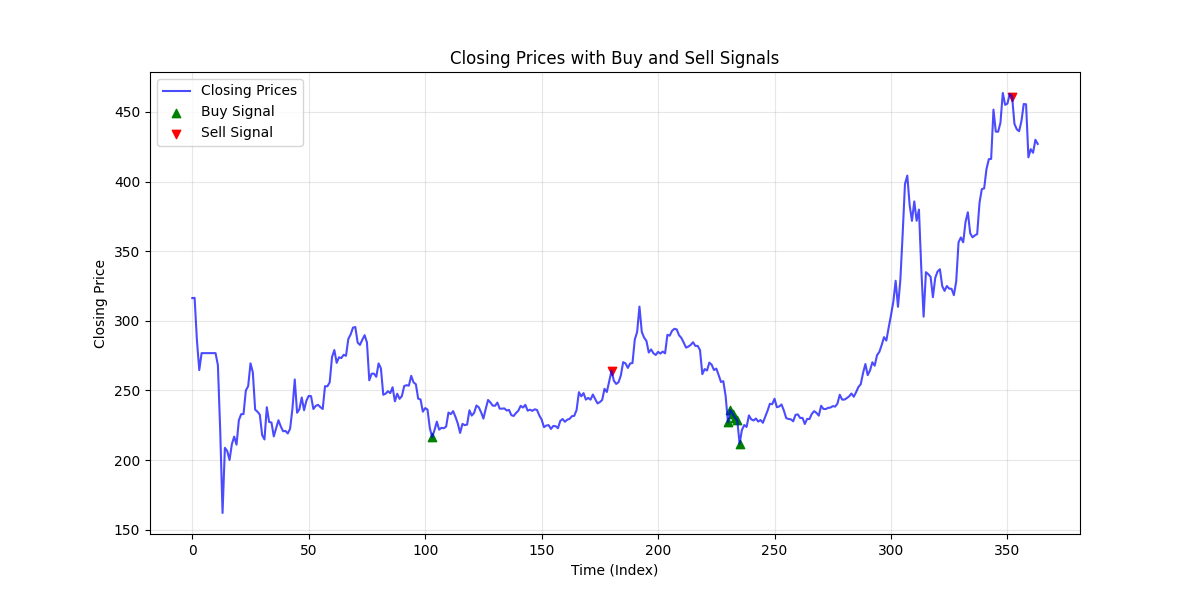 Closing Prices with Buy and Sell Signals
Closing Prices
Buy Signal
Sell Signal
Closing Price
450
400
350
300
250
200
150
0 50 100 150 200 250 300 350
Time (Index)